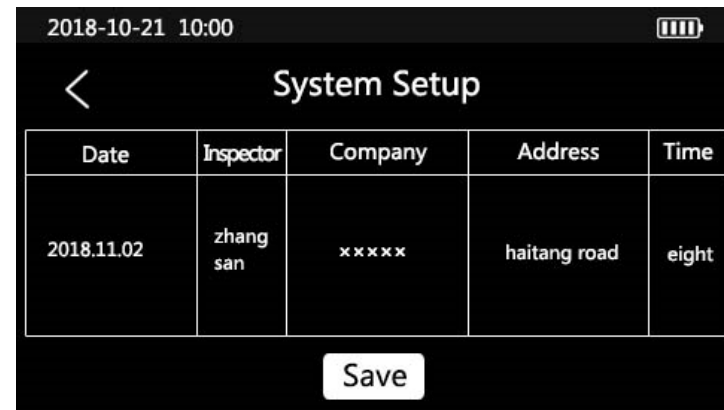 2018-10-21 10:00
System Setup
Date Inspector Company Address Time
2018.11.02 zhang san ××××× haitang road eight
Save